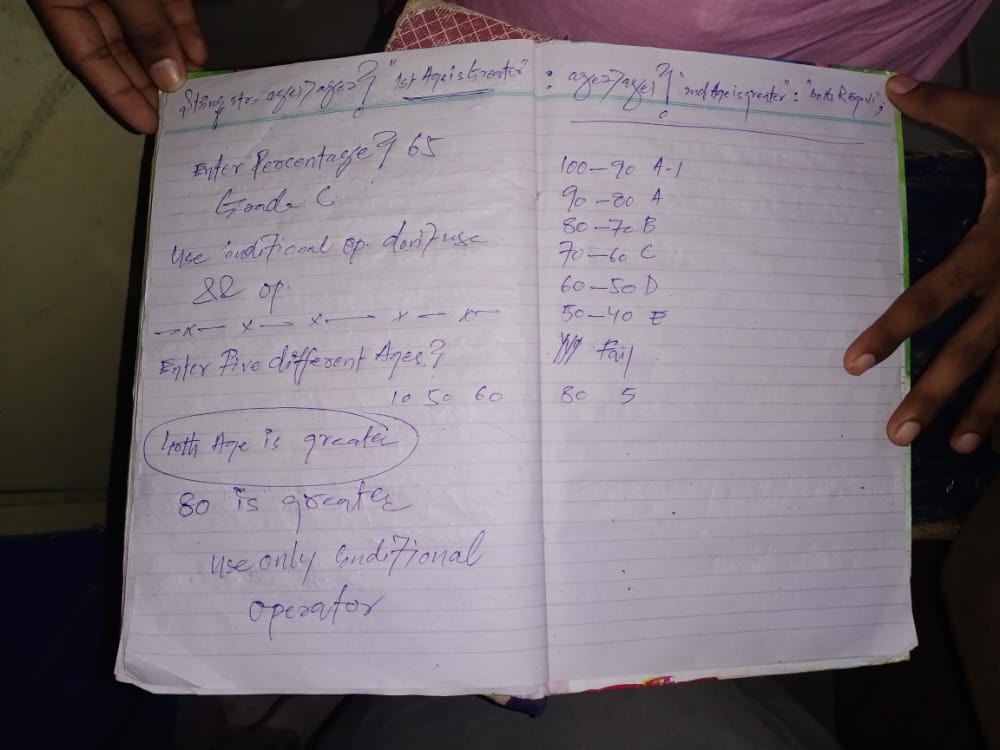 String str= age1>age2? "1st Age is Greater" : age2>age1? "2nd Age is greater" : "both R Equal";
Enter Percentage? 65
Grade C
Use conditional op. don't use
&& op.
—x— x — x —— x — x—
Enter Five different Ages?
10 50 60 80 5
4oth Age is greater
80 is greater
use only conditional
operator
100—90 A-1
90—80 A
80—70 B
70—60 C
60—50 D
50—40 E
Fail